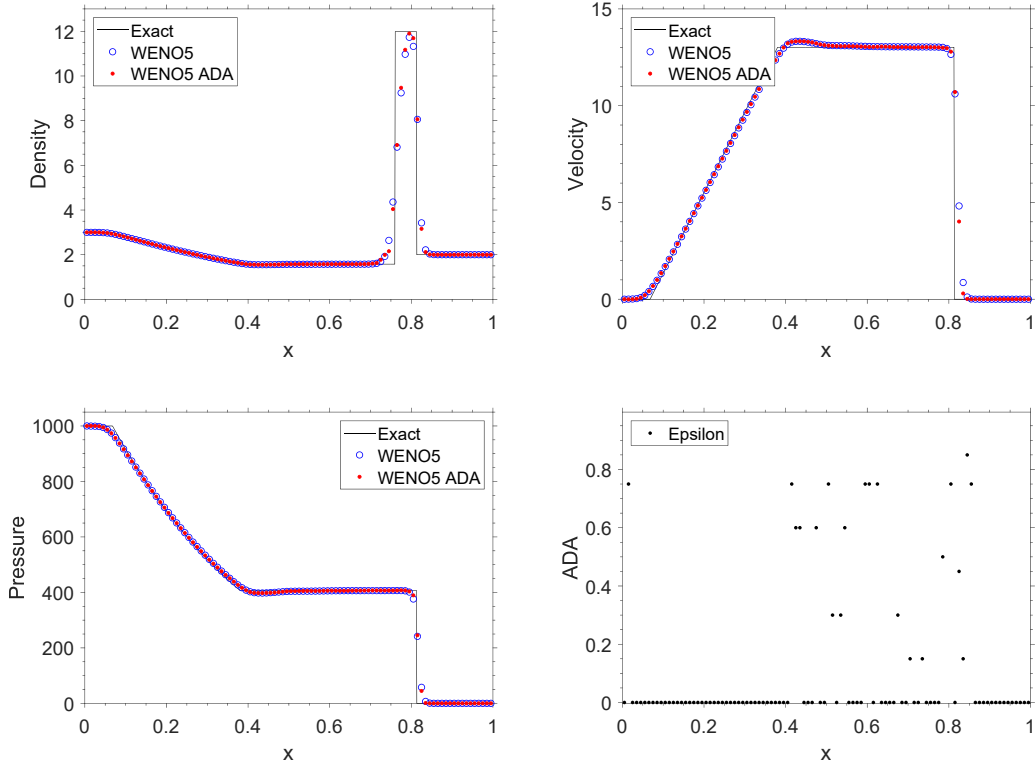 Exact
WENO5
WENO5 ADA
Density
12
10
8
6
4
2
0
0 0.2 0.4 0.6 0.8 1
x
Exact
WENO5
WENO5 ADA
Velocity
15
10
5
0
0 0.2 0.4 0.6 0.8 1
x
Exact
WENO5
WENO5 ADA
Pressure
1000
800
600
400
200
0
0 0.2 0.4 0.6 0.8 1
x
Epsilon
ADA
0.8
0.6
0.4
0.2
0
0 0.2 0.4 0.6 0.8 1
x